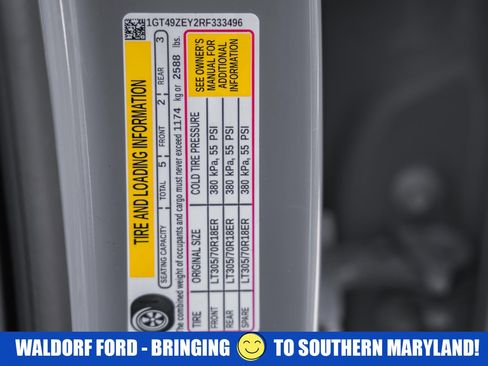 1GT49ZEY2RF333496
TIRE AND LOADING INFORMATION
SEATING CAPACITY TOTAL 5 FRONT 2 REAR 3
The combined weight of occupants and cargo must never exceed 1174 kg or 2588 lbs.
TIRE ORIGINAL SIZE COLD TIRE PRESSURE
FRONT LT305/70R18ER 380 kPa, 55 PSI
REAR LT305/70R18ER 380 kPa, 55 PSI
SPARE LT305/70R18ER 380 kPa, 55 PSI
SEE OWNER'S
MANUAL FOR
ADDITIONAL
INFORMATION
WALDORF FORD - BRINGING 😊 TO SOUTHERN MARYLAND!